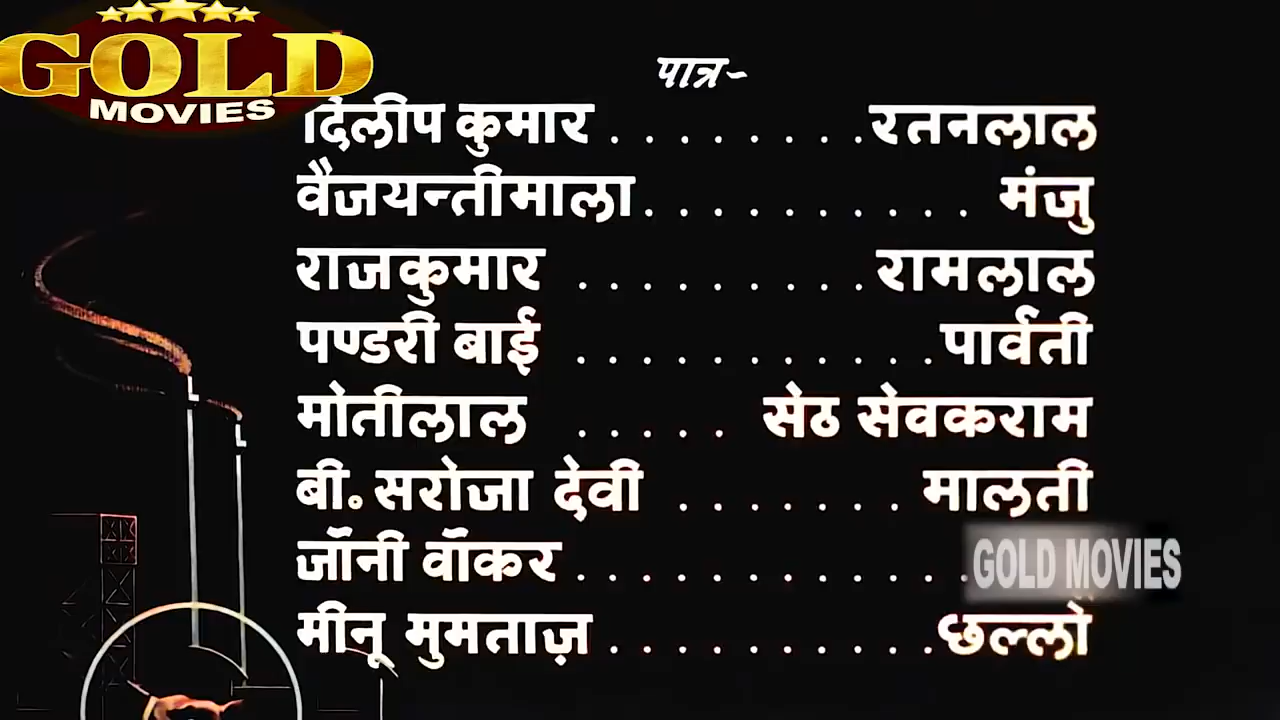 GOLD
MOVIES
पात्र-
दिलीप कुमार . . . . . . . . रतनलाल
वैजयन्तीमाला . . . . . . . . . . . . मंजु
राजकुमार . . . . . . . . . . . रामलाल
पण्डरी बाई . . . . . . . . . . . . . पार्वती
मोतीलाल . . . . . . सेठ सेवकराम
बी. सरोजा देवी . . . . . . . . मालती
जॉनी वॉकर . . . . . . . . . . . . . .
GOLD MOVIES
मीनू मुमताज़ . . . . . . . . . . . . छल्लो